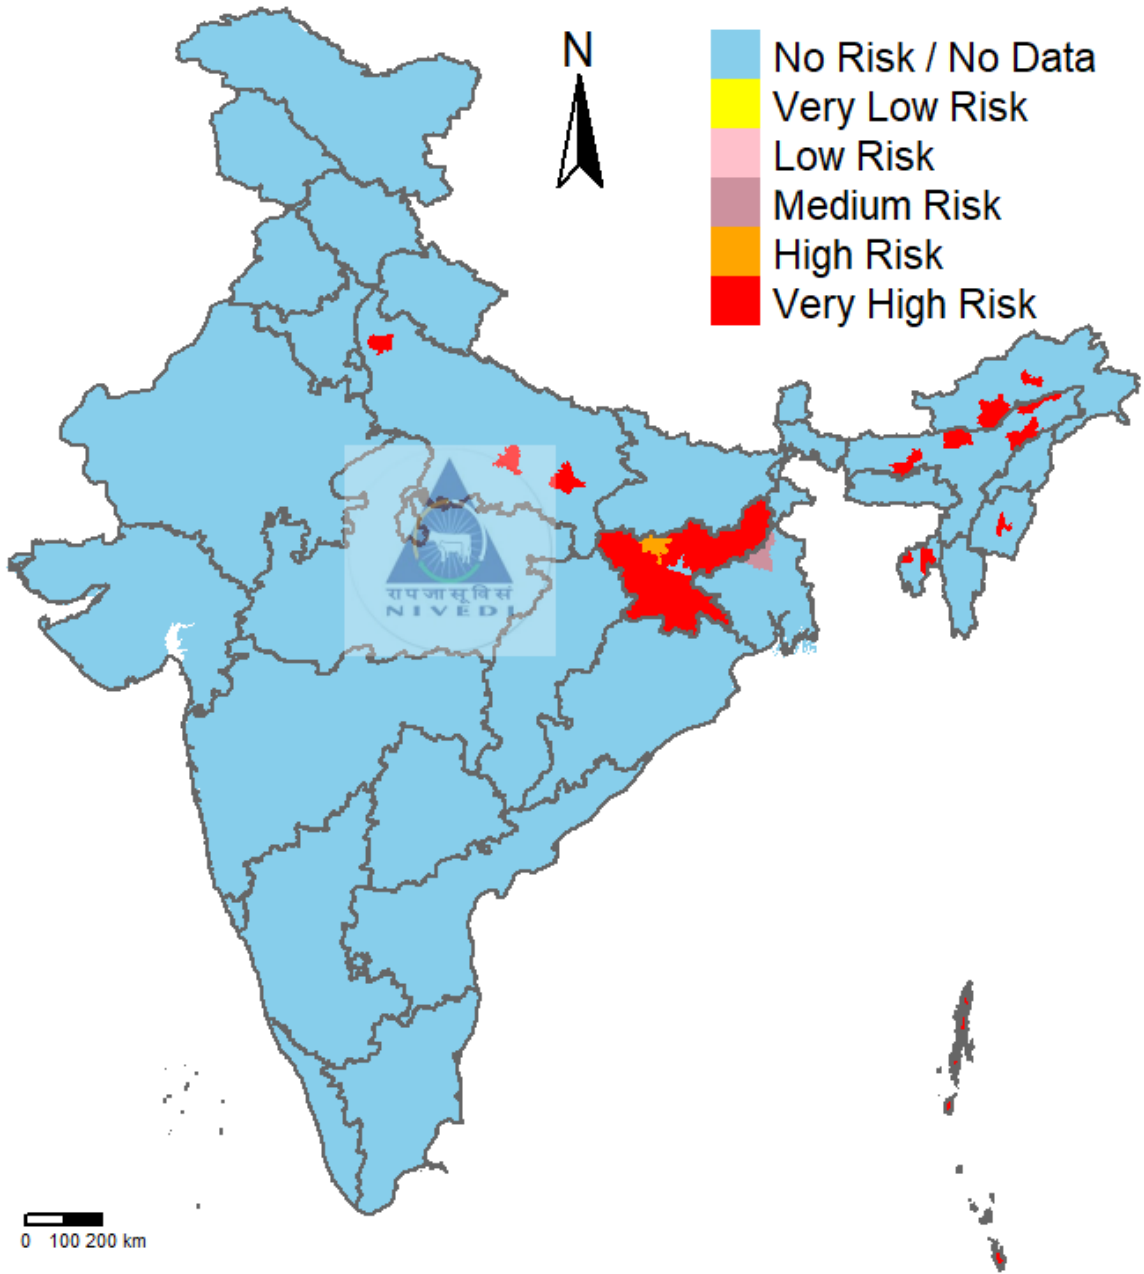 N
No Risk / No Data
Very Low Risk
Low Risk
Medium Risk
High Risk
Very High Risk
रा प जा सू वि सं
NIVEDI
0 100 200 km